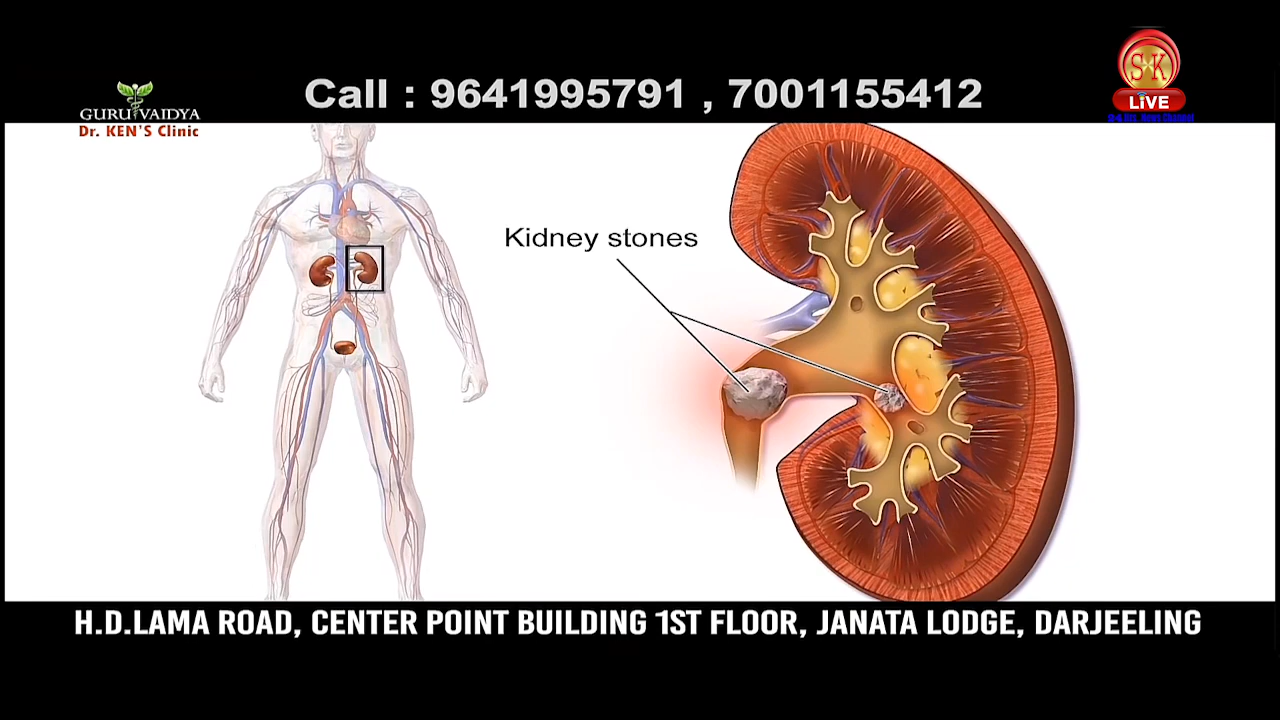 Call : 9641995791 , 7001155412
GURU VAIDYA
Dr. KEN'S Clinic
S K
LIVE
Kidney stones
H.D.LAMA ROAD, CENTER POINT BUILDING 1ST FLOOR, JANATA LODGE, DARJEELING